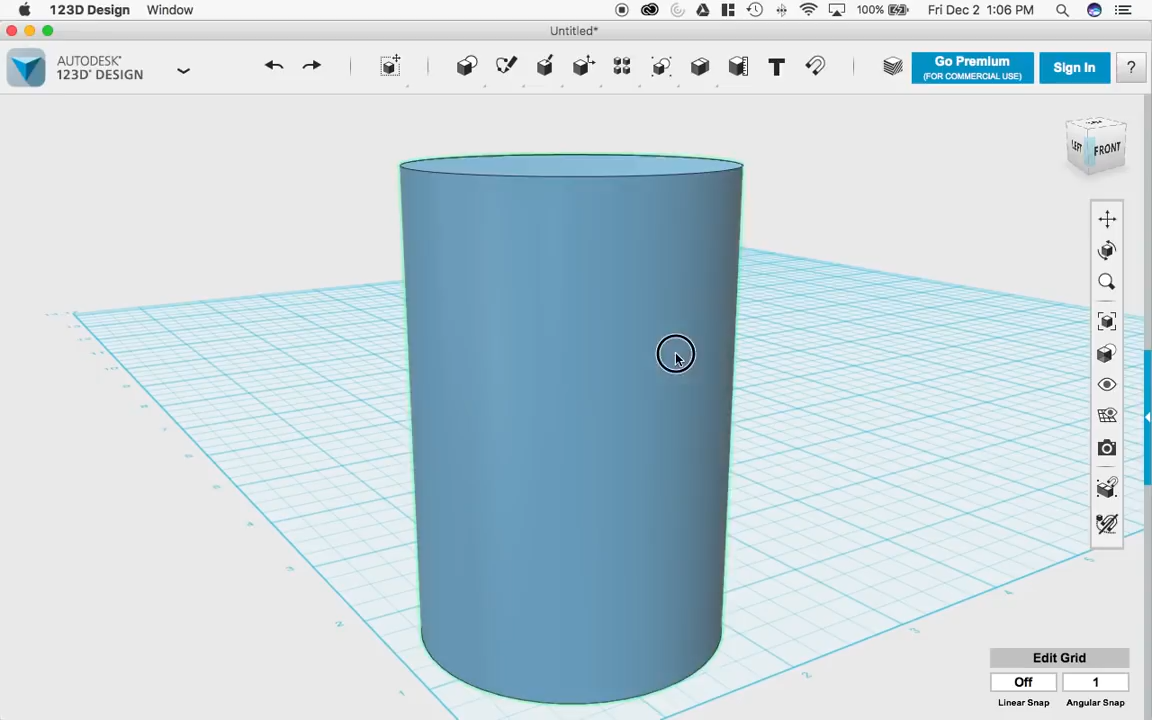 123D Design Window 100% Fri Dec 2 1:06 PM
Untitled*
AUTODESK®
123D® DESIGN
Go Premium
(FOR COMMERCIAL USE)
Sign In
?
LEFT FRONT
T
Edit Grid
Off 1
Linear Snap Angular Snap